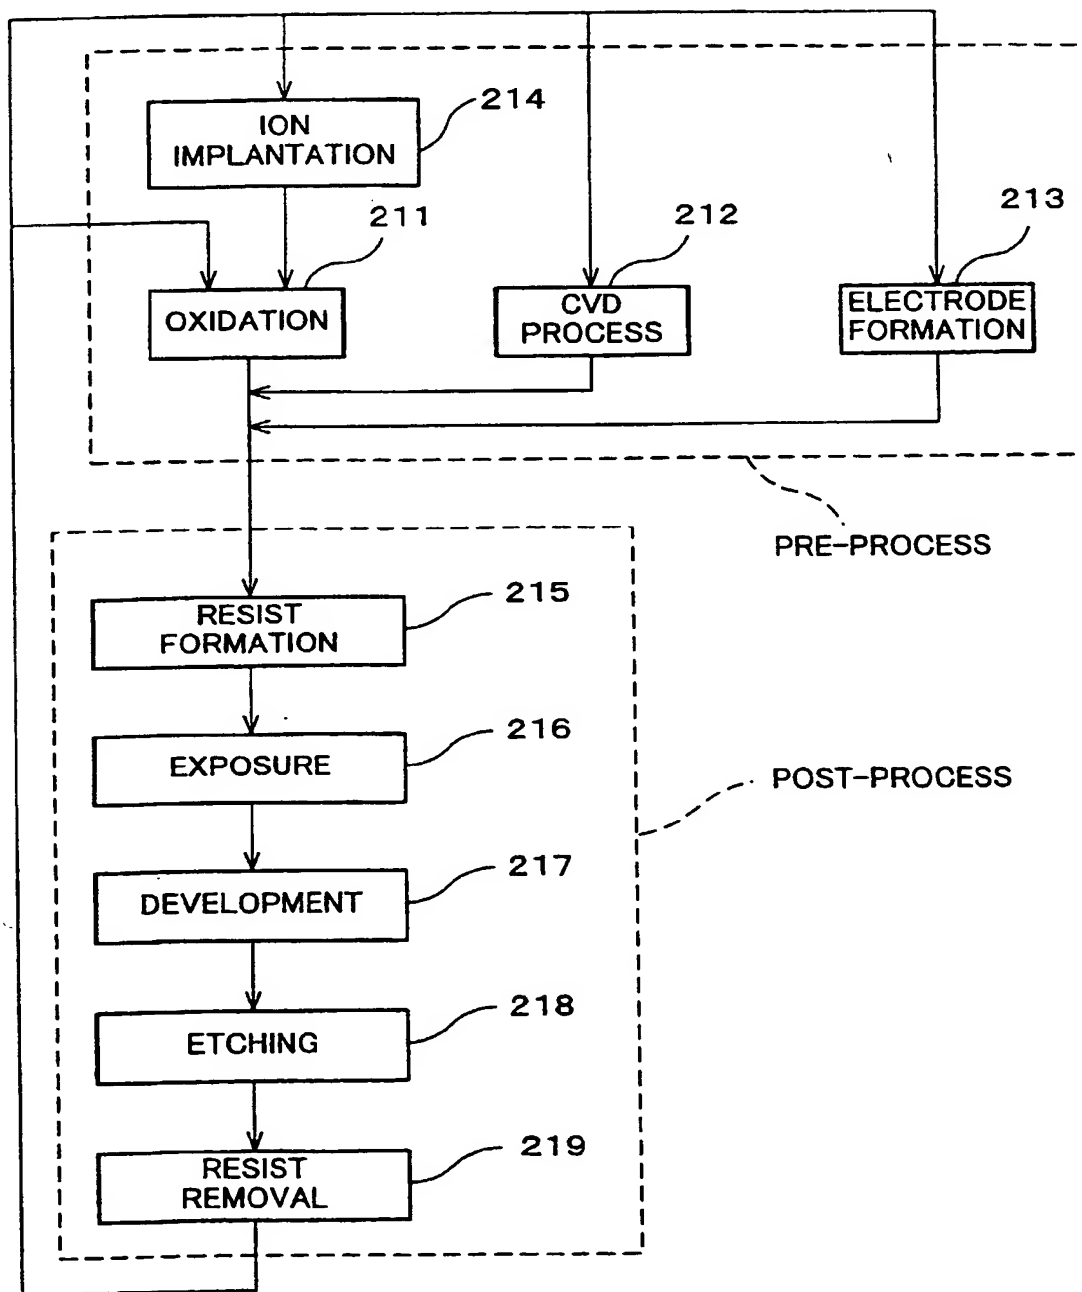 214
ION
IMPLANTATION
211
212
213
OXIDATION
CVD
PROCESS
ELECTRODE
FORMATION
PRE-PROCESS
215
RESIST
FORMATION
216
EXPOSURE
POST-PROCESS
217
DEVELOPMENT
218
ETCHING
219
RESIST
REMOVAL